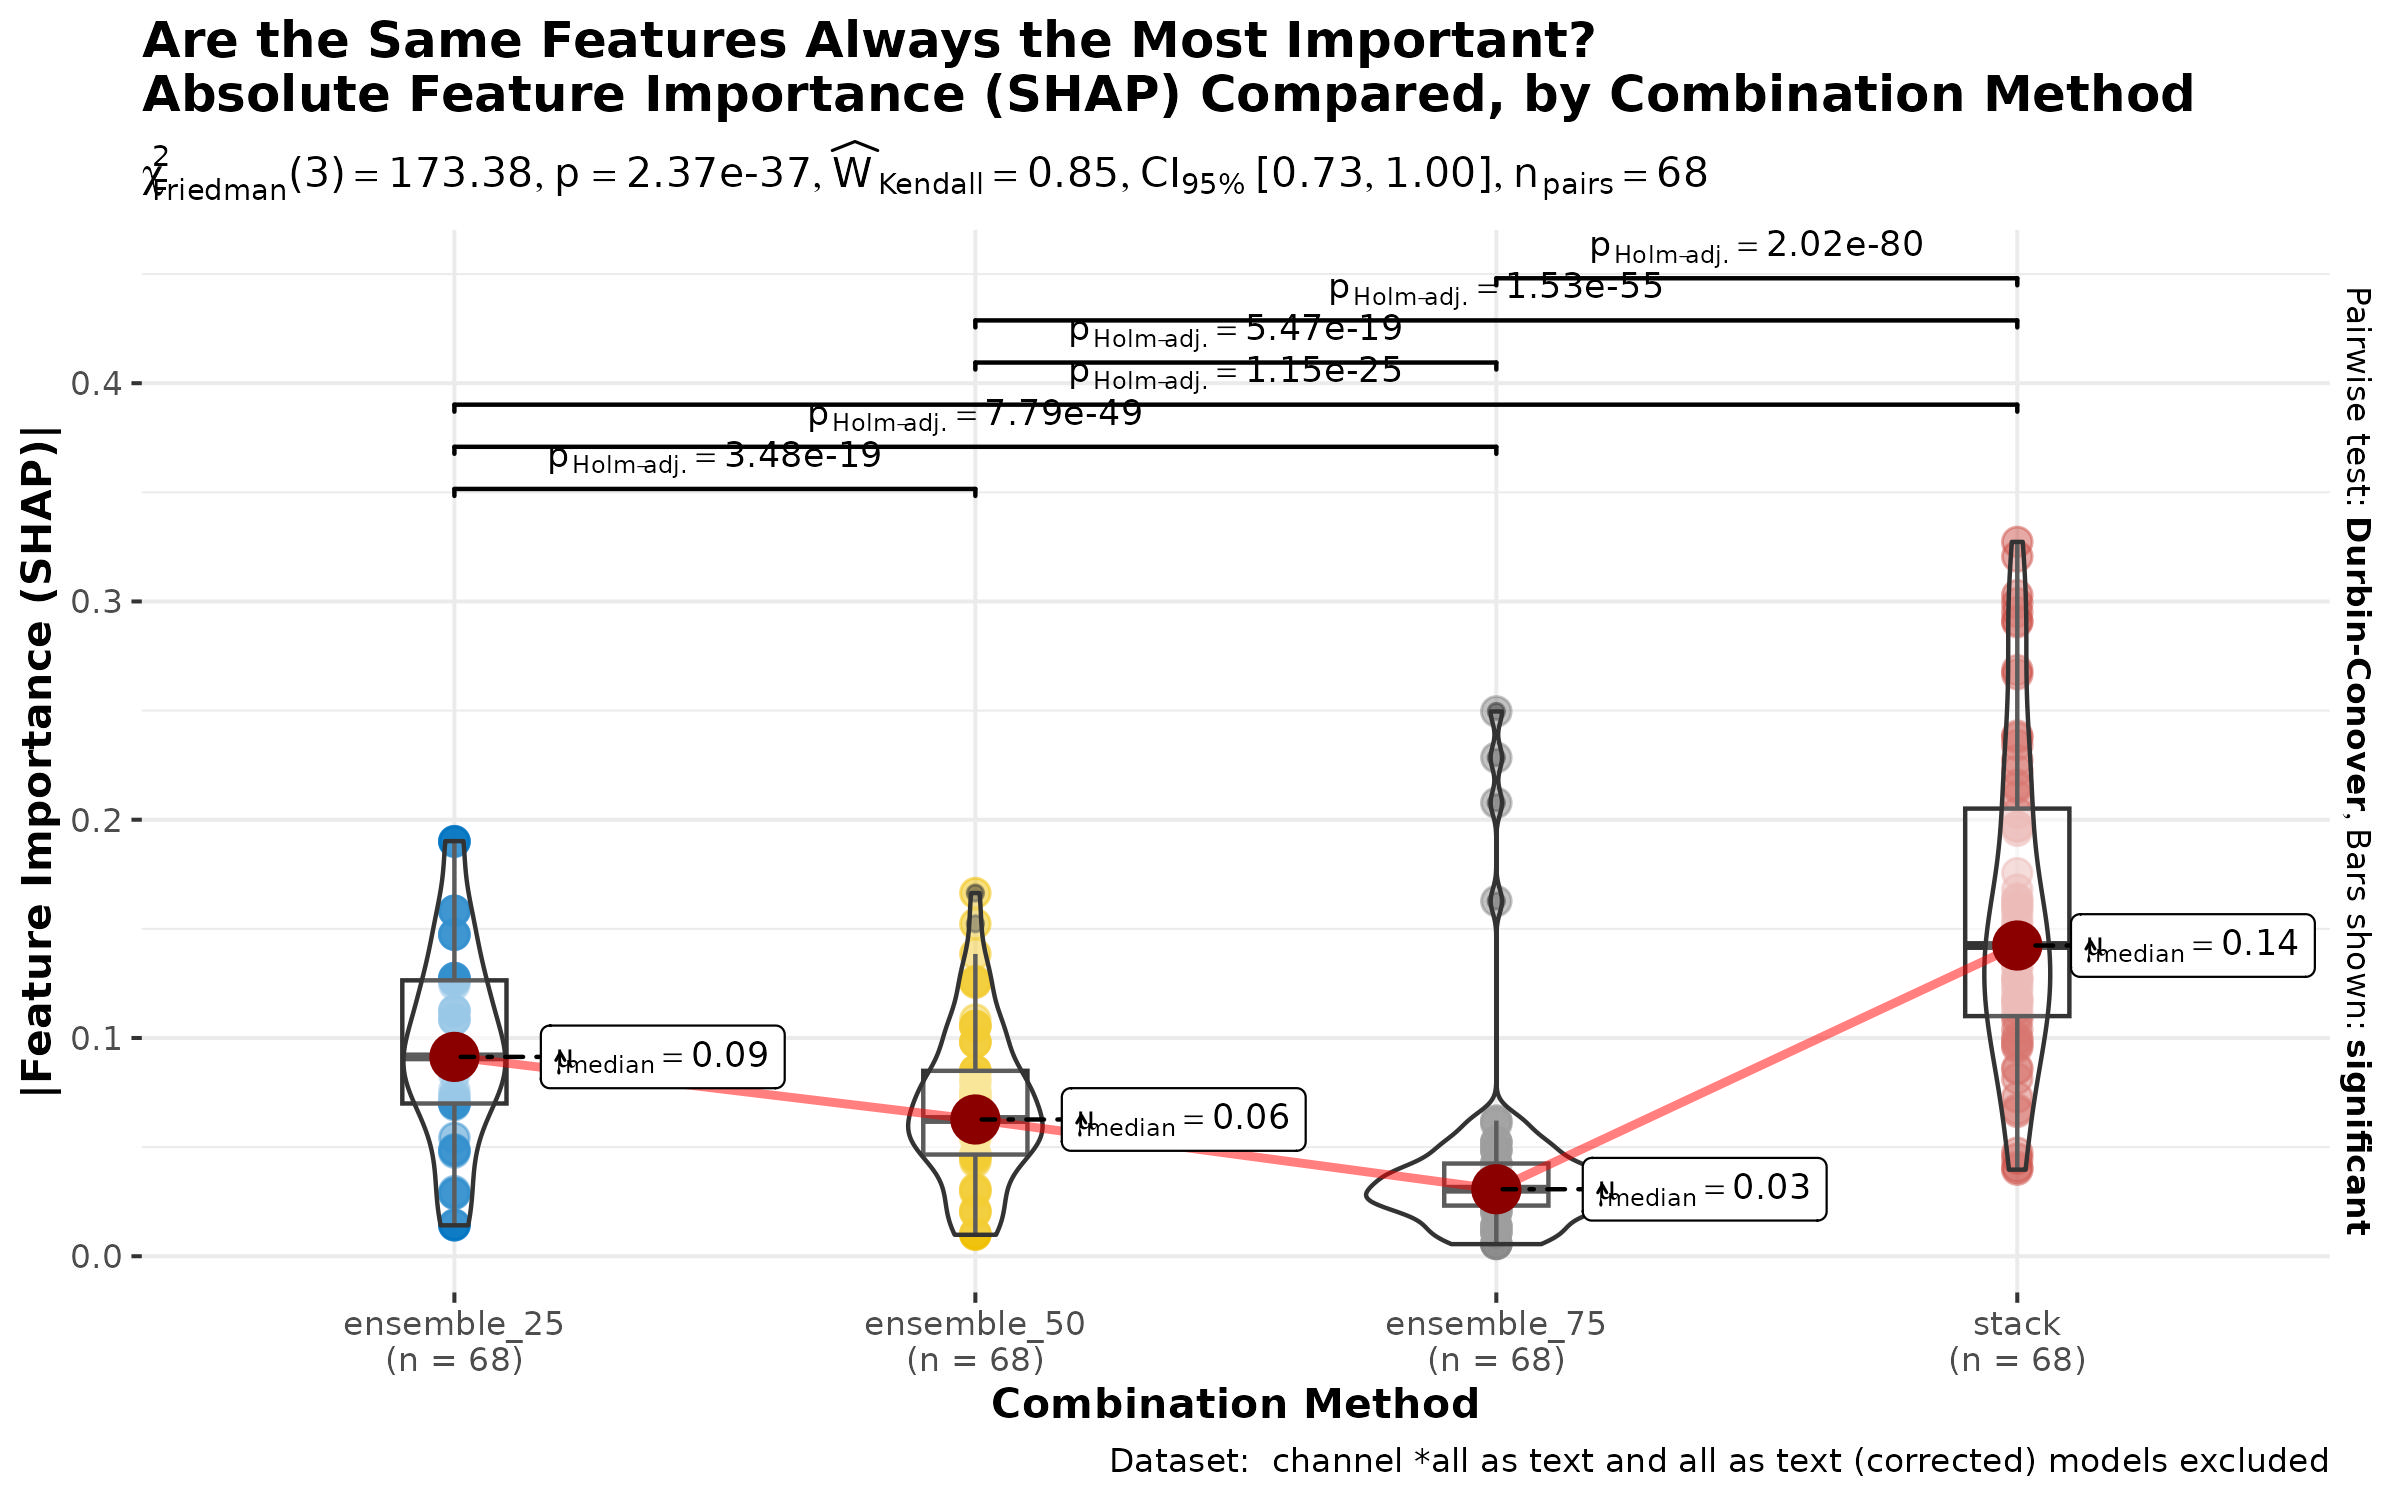 Are the Same Features Always the Most Important?
Absolute Feature Importance (SHAP) Compared, by Combination Method
χ²Friedman(3) = 173.38, p = 2.37e-37, ŴKendall = 0.85, CI95% [0.73, 1.00], npairs = 68
pHolm-adj. = 2.02e-80
pHolm-adj. = 1.53e-55
pHolm-adj. = 5.47e-19
pHolm-adj. = 1.15e-25
pHolm-adj. = 7.79e-49
pHolm-adj. = 3.48e-19
0.4
0.3
0.2
0.1
0.0
|Feature Importance (SHAP)|
μ̂median = 0.09
μ̂median = 0.06
μ̂median = 0.03
μ̂median = 0.14
Pairwise test: Durbin-Conover, Bars shown: significant
ensemble_25
(n = 68)
ensemble_50
(n = 68)
ensemble_75
(n = 68)
stack
(n = 68)
Combination Method
Dataset:  channel *all as text and all as text (corrected) models excluded